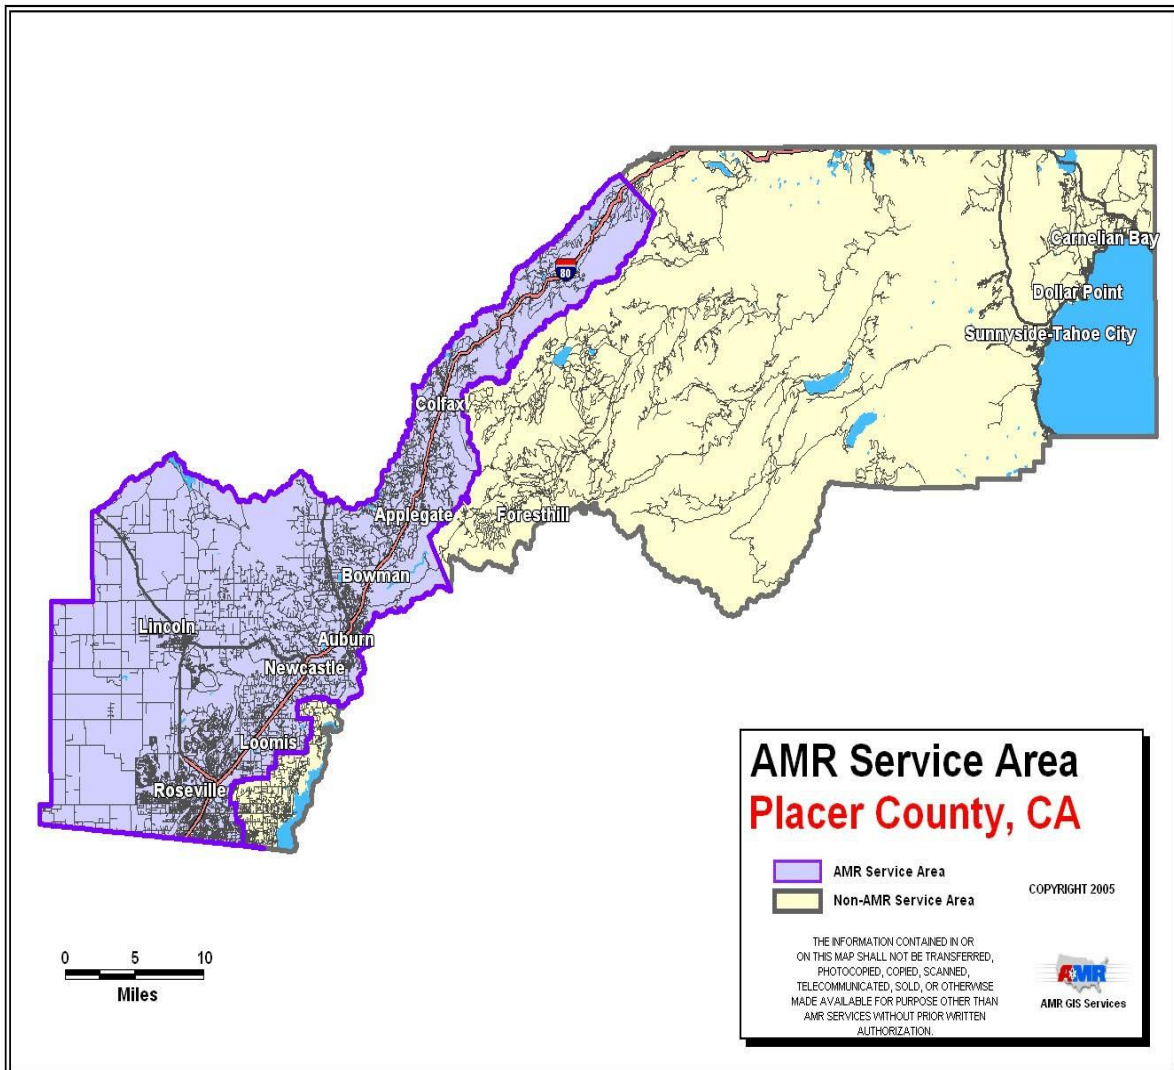 80
Carnelian Bay
Dollar Point
Sunnyside-Tahoe City
Colfax
Applegate
Foresthill
Bowman
Lincoln
Auburn
Newcastle
Loomis
Roseville
AMR Service Area
Placer County, CA
AMR Service Area
Non-AMR Service Area
COPYRIGHT 2005
THE INFORMATION CONTAINED IN OR
ON THIS MAP SHALL NOT BE TRANSFERRED,
PHOTOCOPIED, COPIED, SCANNED,
TELECOMMUNICATED, SOLD, OR OTHERWISE
MADE AVAILABLE FOR PURPOSE OTHER THAN
AMR SERVICES WITHOUT PRIOR WRITTEN
AUTHORIZATION.
AMR
AMR GIS Services
0 5 10
Miles